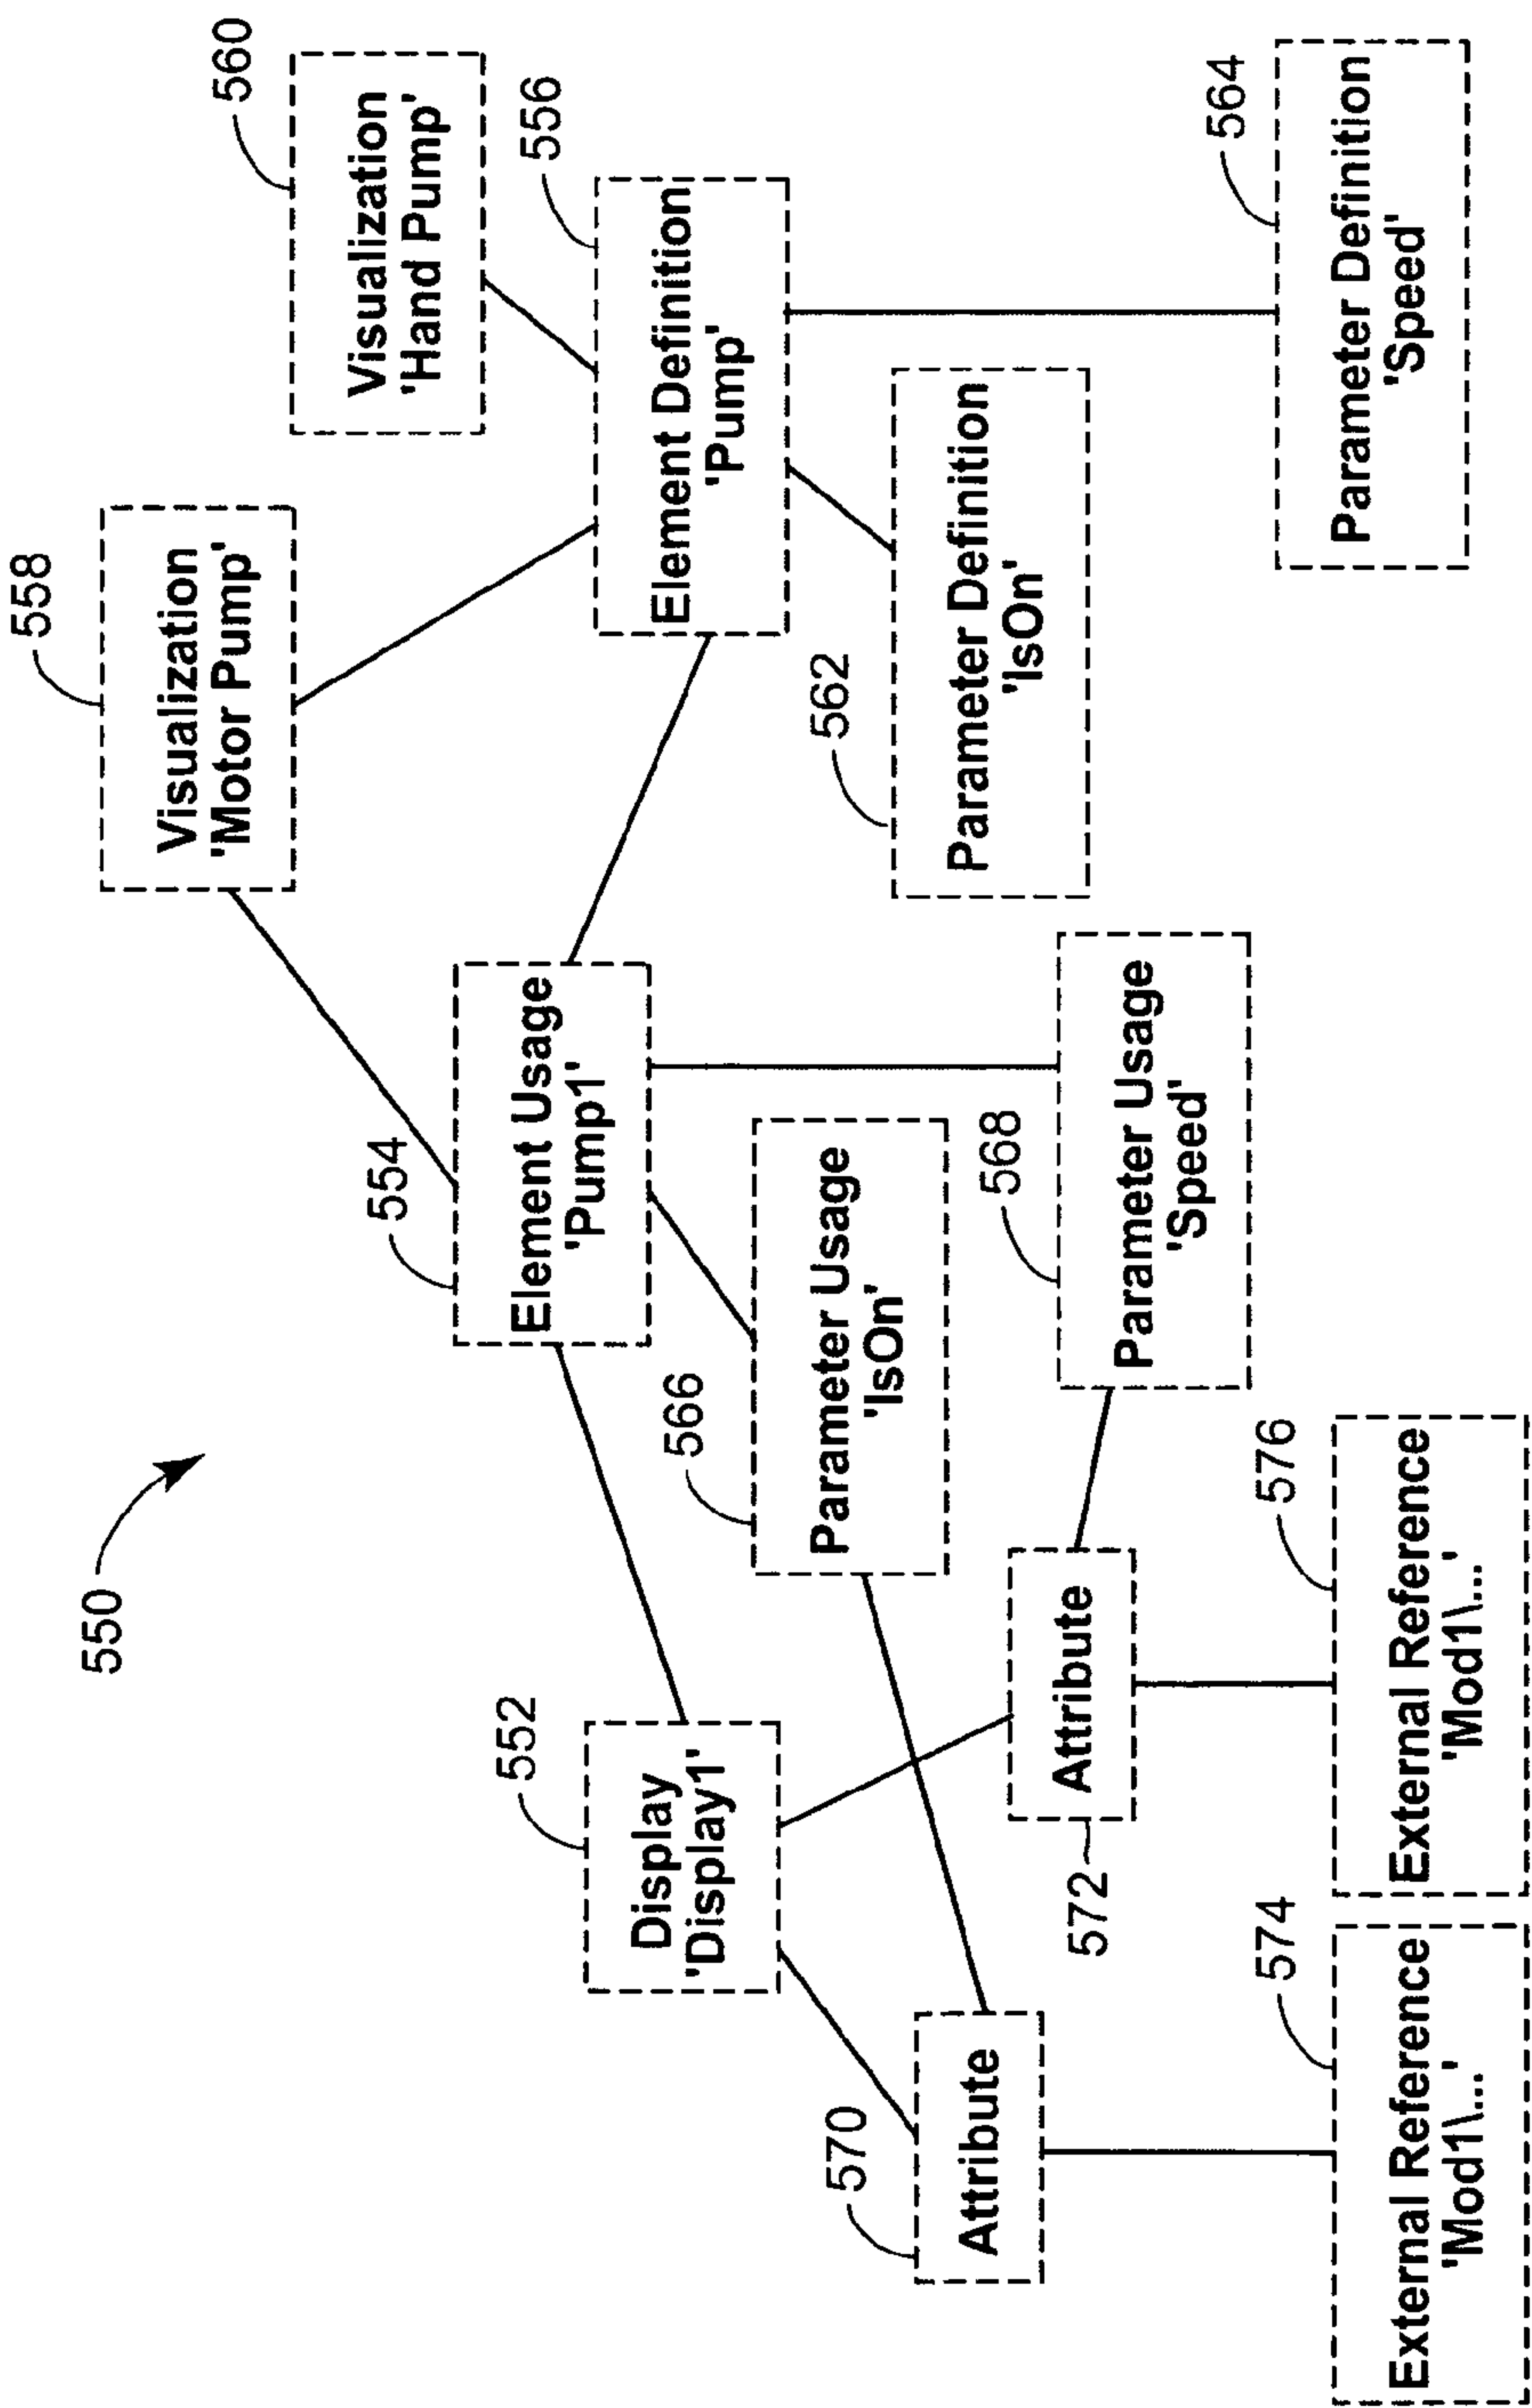 550
558
Visualization
'Motor Pump'
560
Visualization
'Hand Pump'
554
Element Usage
'Pump1'
556
Element Definition
'Pump'
552
Display
'Display1'
566
Parameter Usage
'IsOn'
562
Parameter Definition
'IsOn'
570
Attribute
572
Attribute
568
Parameter Usage
'Speed'
564
Parameter Definition
'Speed'
574
External Reference
'Mod1\...'
576
External Reference
'Mod1\...'